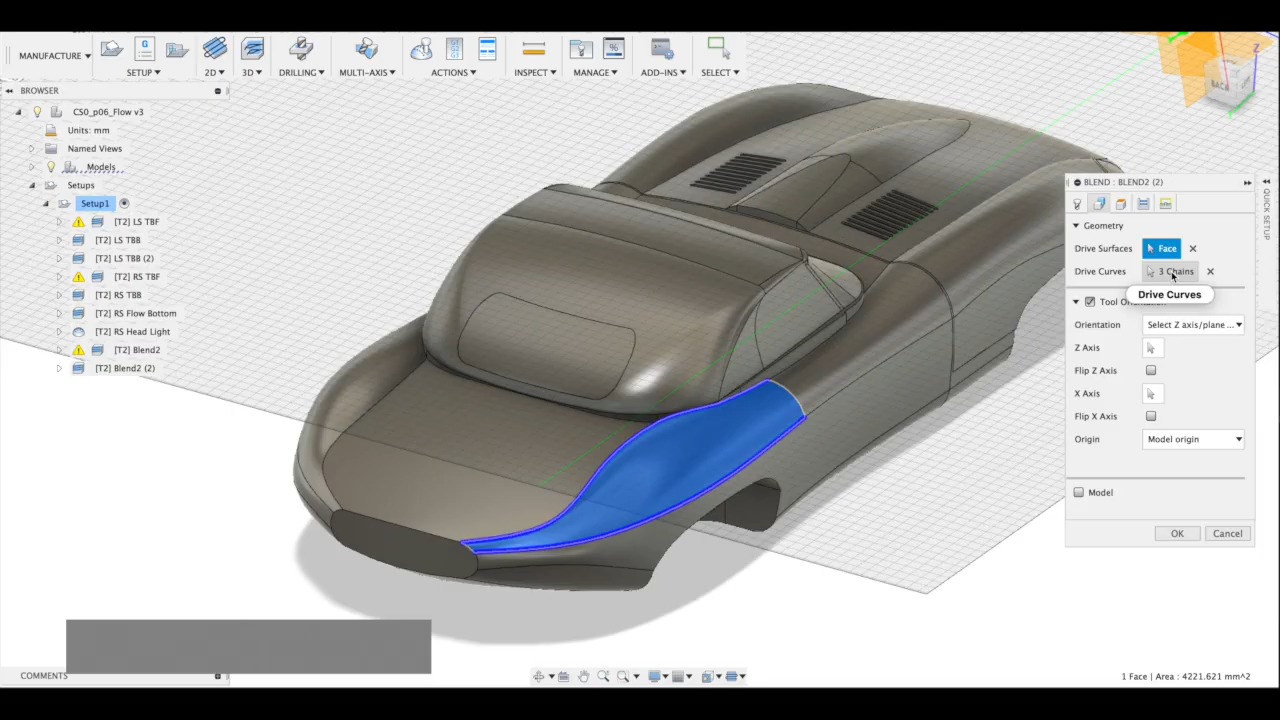 MANUFACTURE
SETUP
2D
3D
DRILLING
MULTI-AXIS
ACTIONS
INSPECT
MANAGE
ADD-INS
SELECT
BROWSER
CS0_p06_Flow v3
Units: mm
Named Views
Models
Setups
Setup1
[T2] LS TBF
[T2] LS TBB
[T2] LS TBB (2)
[T2] RS TBF
[T2] RS TBB
[T2] RS Flow Bottom
[T2] RS Head Light
[T2] Blend2
[T2] Blend2 (2)
COMMENTS
Z
BACK
BLEND : BLEND2 (2)
Geometry
Drive Surfaces Face
Drive Curves 3 Chains
Drive Curves
Tool
Orientation Select Z axis/plane ...
Z Axis
Flip Z Axis
X Axis
Flip X Axis
Origin Model origin
Model
OK Cancel
QUICK SETUP
1 Face | Area : 4221.621 mm^2